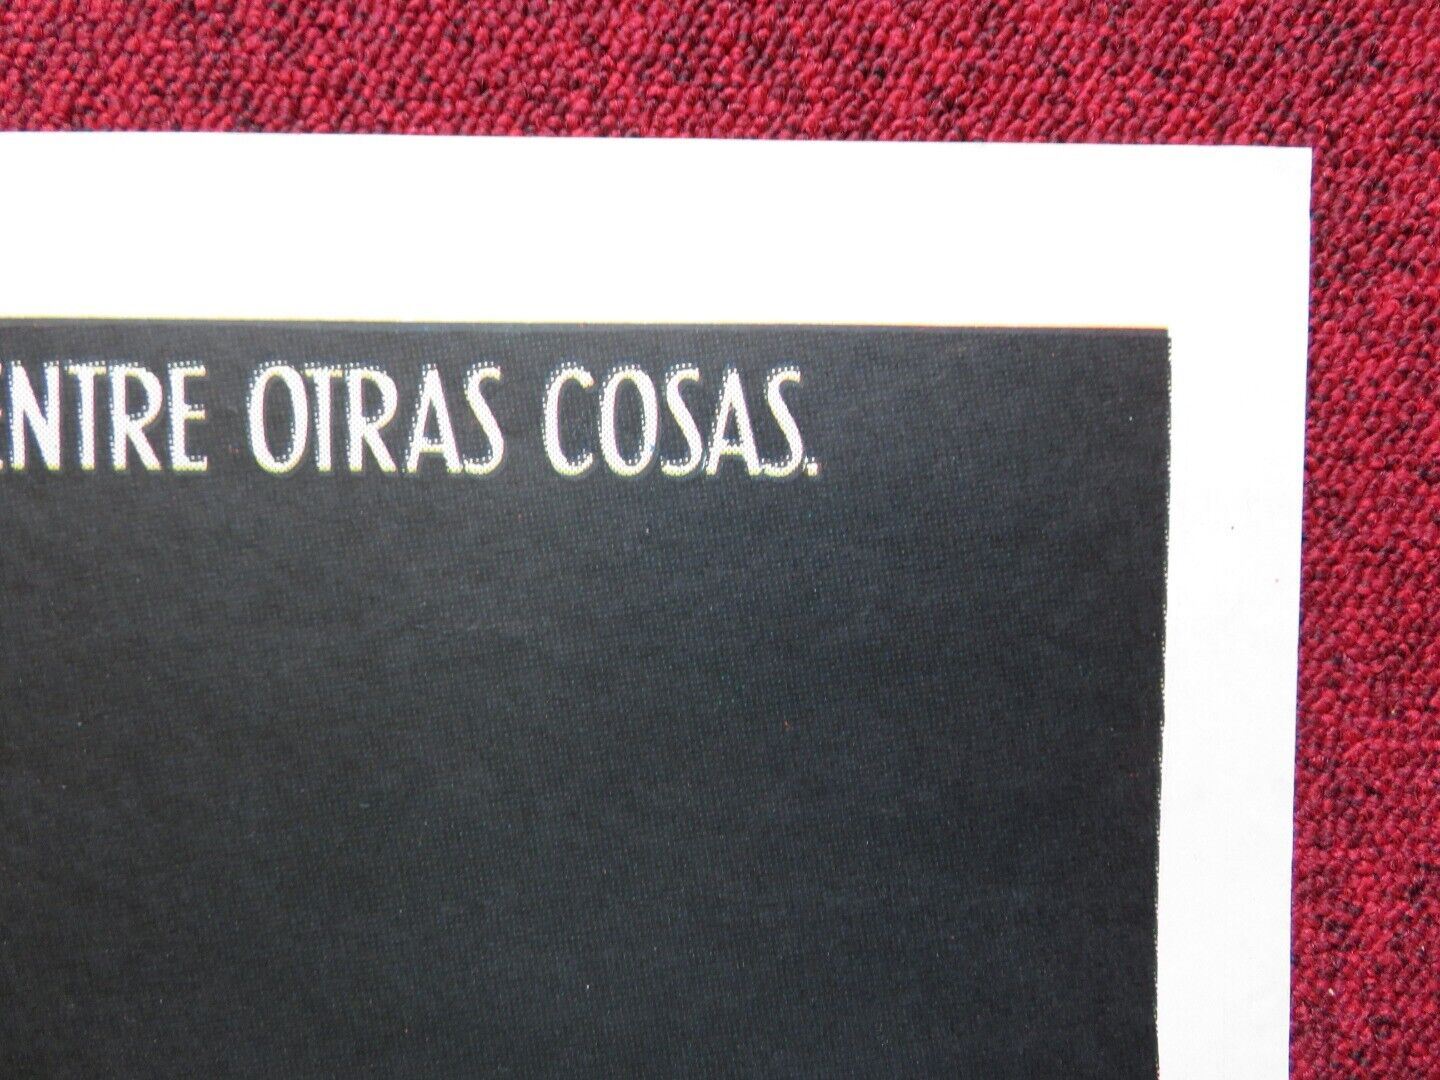 ENTRE OTRAS COSAS.